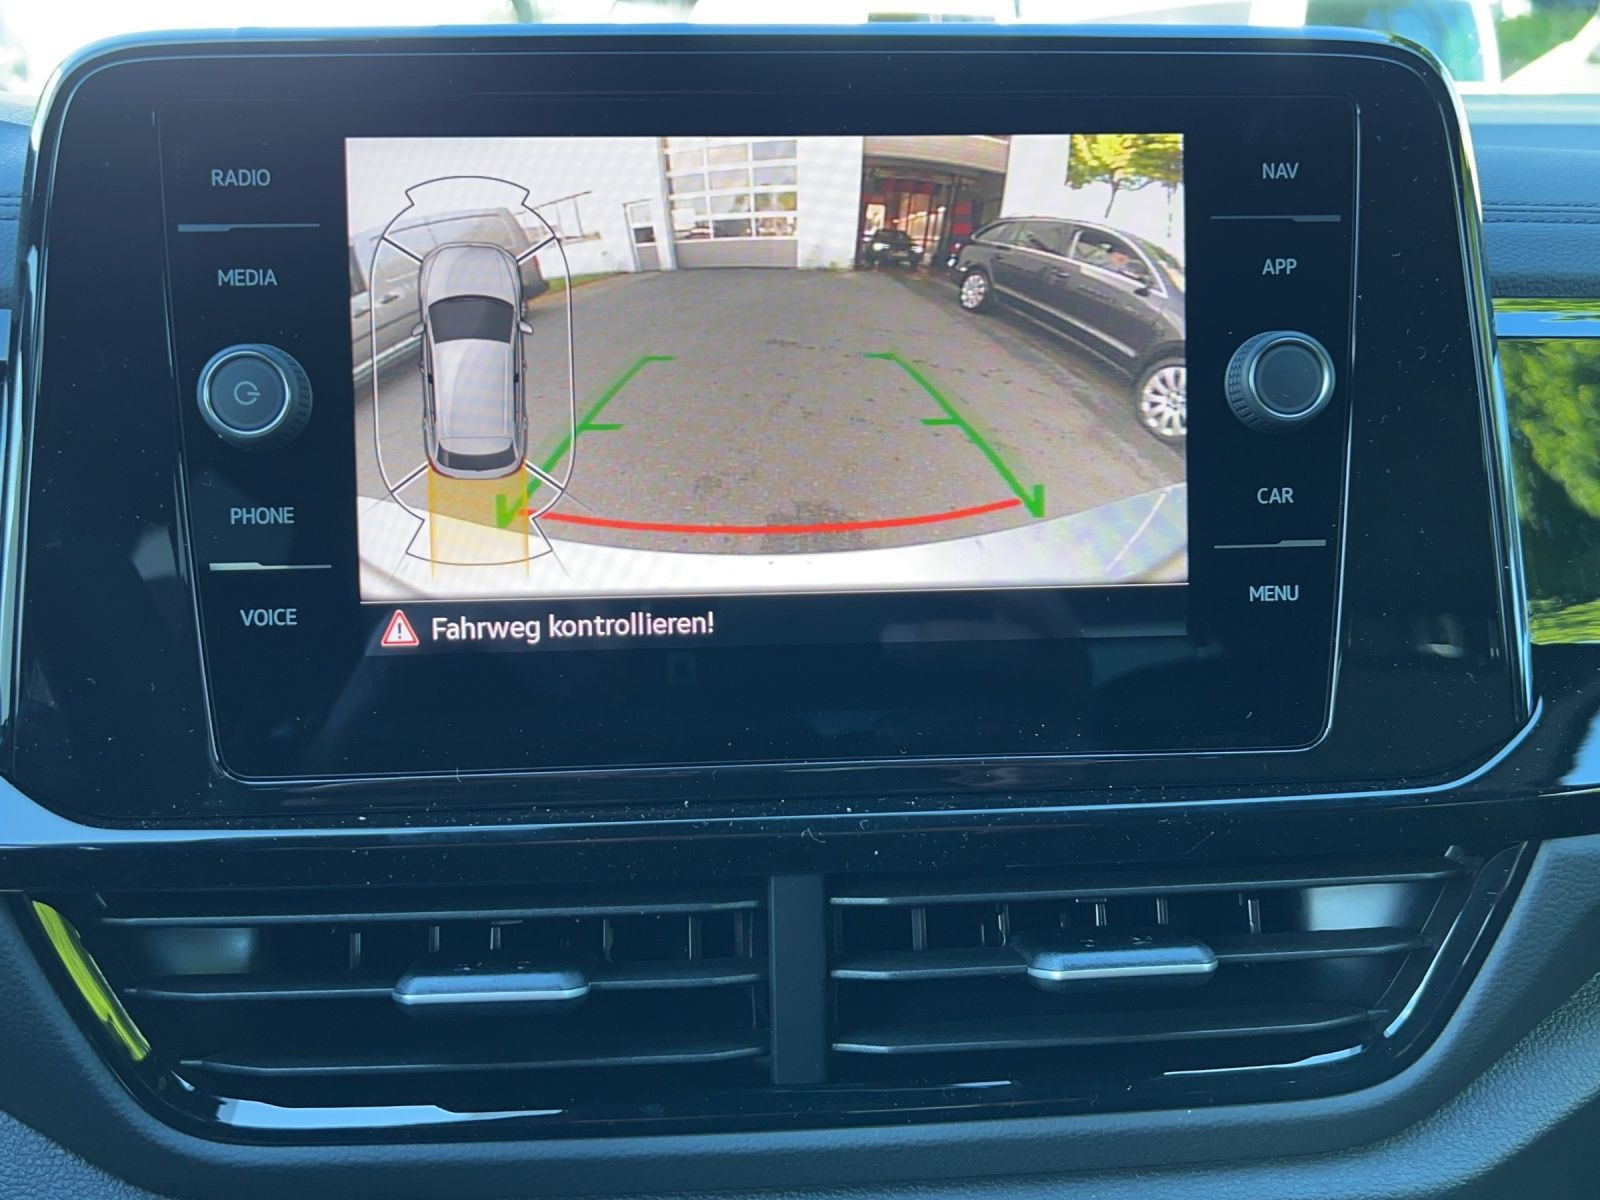 RADIO
MEDIA
PHONE
VOICE
NAV
APP
CAR
MENU
Fahrweg kontrollieren!